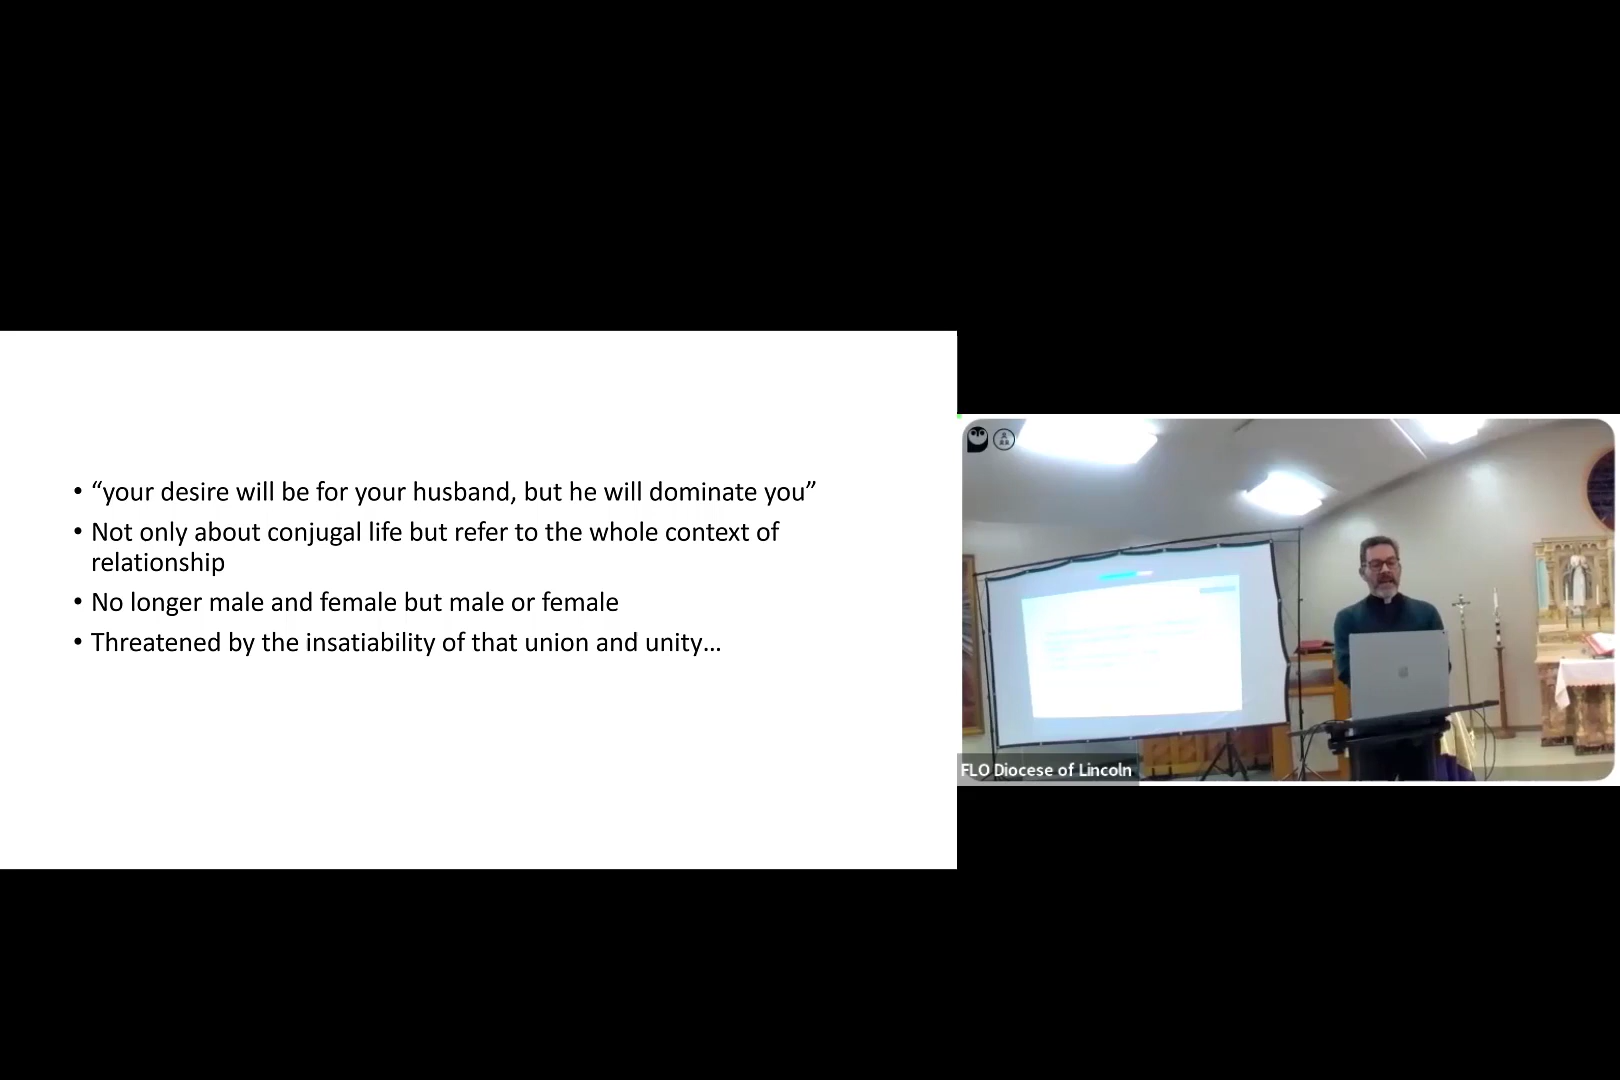 • “your desire will be for your husband, but he will dominate you”
• Not only about conjugal life but refer to the whole context of
relationship
• No longer male and female but male or female
• Threatened by the insatiability of that union and unity…
FLO Diocese of Lincoln